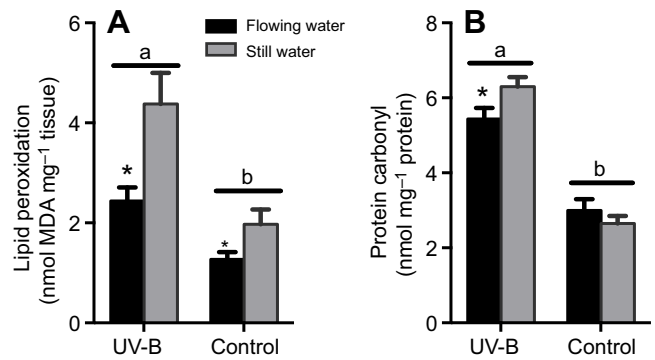 A
Flowing water
Still water
Lipid peroxidation
(nmol MDA mg–1 tissue)
6
4
2
0
a
*
b
*
UV-B
Control
B
Protein carbonyl
(nmol mg–1 protein)
8
6
4
2
0
a
*
b
UV-B
Control